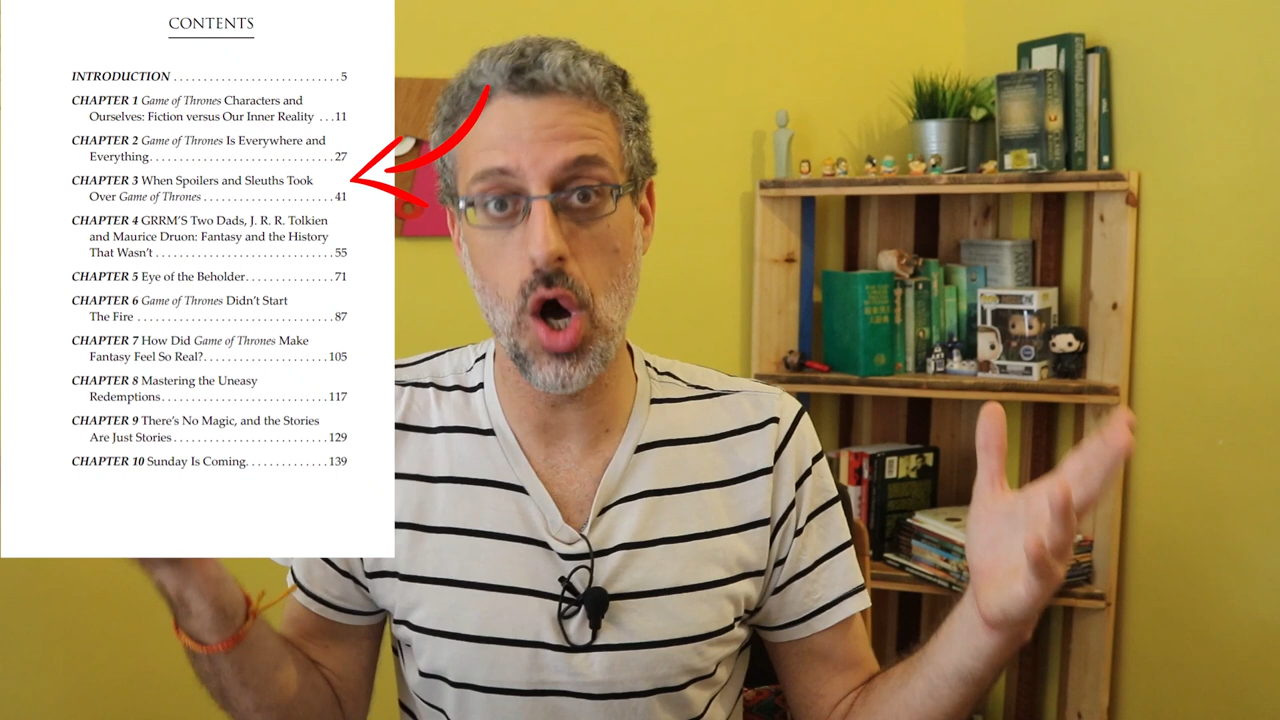 CONTENTS
INTRODUCTION . . . . . . . . . . . . . . . . . . . . . . . . . . . 5
CHAPTER 1 Game of Thrones Characters and
Ourselves: Fiction versus Our Inner Reality . . . 11
CHAPTER 2 Game of Thrones Is Everywhere and
Everything. . . . . . . . . . . . . . . . . . . . . . . . . . . . . . 27
CHAPTER 3 When Spoilers and Sleuths Took
Over Game of Thrones . . . . . . . . . . . . . . . . . . . . . 41
CHAPTER 4 GRRM'S Two Dads, J. R. R. Tolkien
and Maurice Druon: Fantasy and the History
That Wasn't . . . . . . . . . . . . . . . . . . . . . . . . . . . . . 55
CHAPTER 5 Eye of the Beholder. . . . . . . . . . . . . . 71
CHAPTER 6 Game of Thrones Didn't Start
The Fire . . . . . . . . . . . . . . . . . . . . . . . . . . . . . . . . 87
CHAPTER 7 How Did Game of Thrones Make
Fantasy Feel So Real?. . . . . . . . . . . . . . . . . . . . 105
CHAPTER 8 Mastering the Uneasy
Redemptions. . . . . . . . . . . . . . . . . . . . . . . . . . . 117
CHAPTER 9 There's No Magic, and the Stories
Are Just Stories . . . . . . . . . . . . . . . . . . . . . . . . . 129
CHAPTER 10 Sunday Is Coming. . . . . . . . . . . . . 139